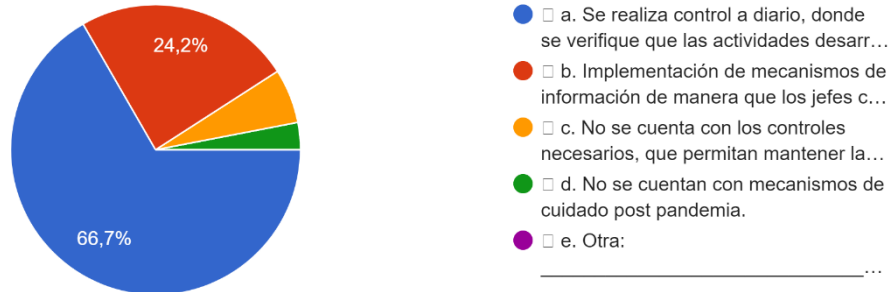 24,2%
66,7%
□ a. Se realiza control a diario, donde
se verifique que las actividades desarr…
□ b. Implementación de mecanismos de
información de manera que los jefes c…
□ c. No se cuenta con los controles
necesarios, que permitan mantener la…
□ d. No se cuentan con mecanismos de
cuidado post pandemia.
□ e. Otra:
______________________________…